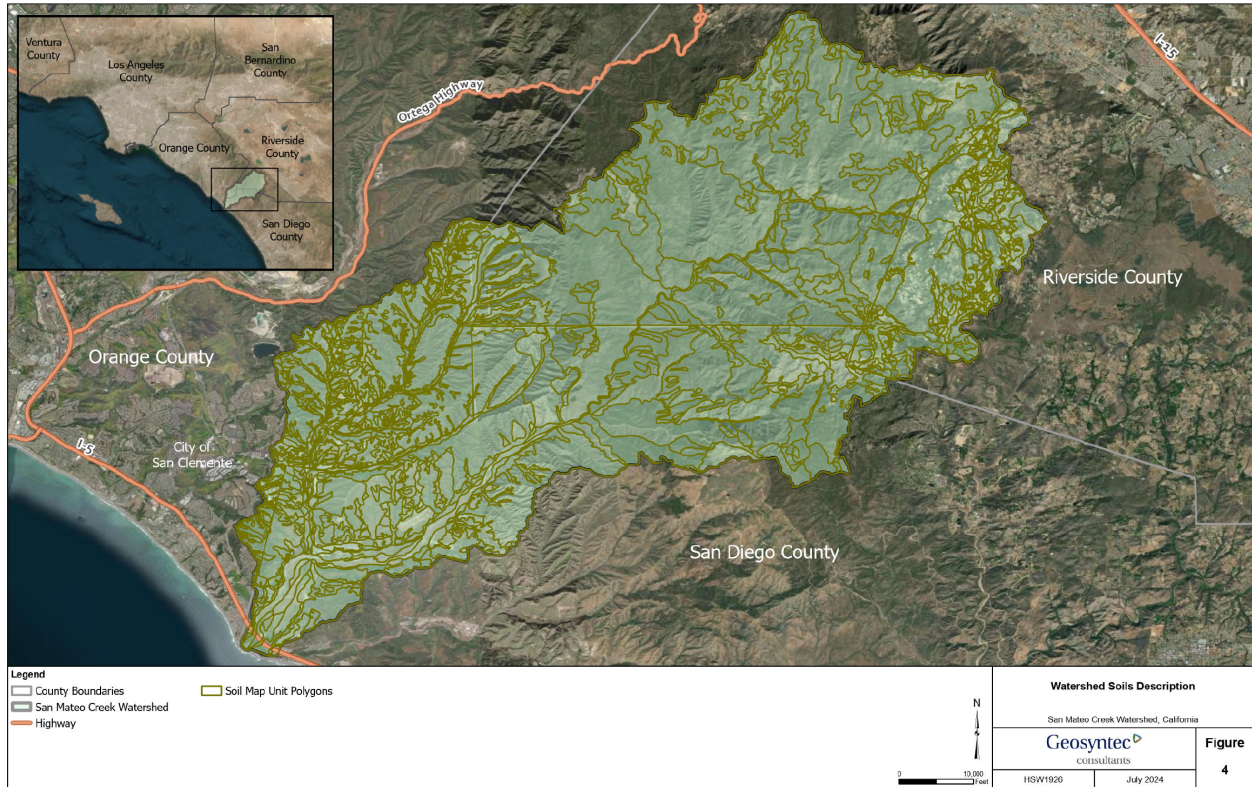 Ventura
County
Los Angeles
County
San
Bernardino
County
Orange County
Riverside
County
San Diego
County
Ortega Highway
I-15
Riverside County
Orange County
City of
San Clemente
I-5
San Diego County
Legend
County Boundaries
San Mateo Creek Watershed
Highway
Soil Map Unit Polygons
N
0 10,000
Feet
Watershed Soils Description
San Mateo Creek Watershed, California
Geosyntec
consultants
HSW1926
July 2024
Figure
4